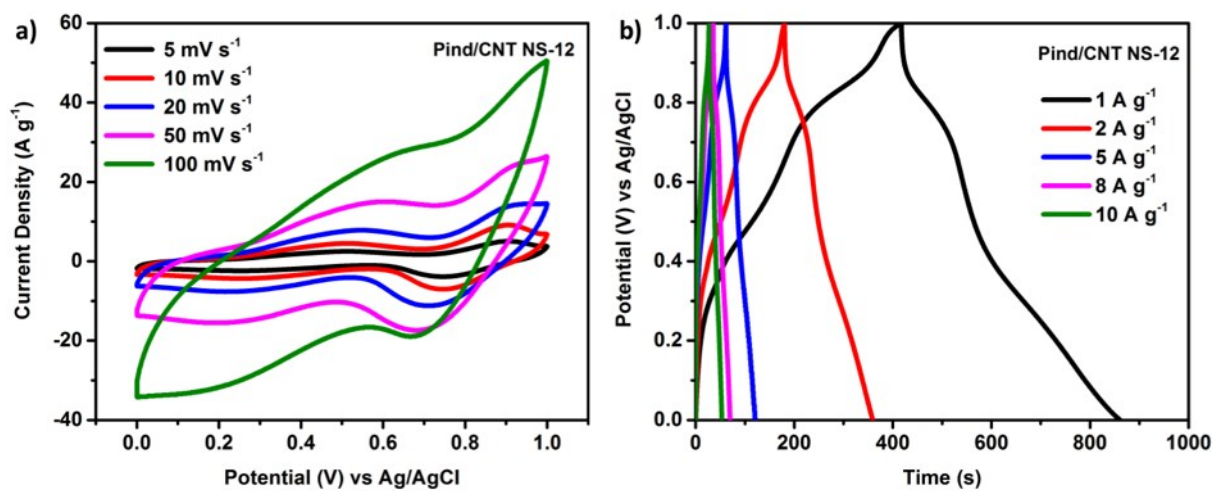 a)
Pind/CNT NS-12
5 mV s⁻¹
10 mV s⁻¹
20 mV s⁻¹
50 mV s⁻¹
100 mV s⁻¹
60
40
20
0
-20
-40
Current Density (A g⁻¹)
0.0 0.2 0.4 0.6 0.8 1.0
Potential (V) vs Ag/AgCl
b)
Pind/CNT NS-12
1 A g⁻¹
2 A g⁻¹
5 A g⁻¹
8 A g⁻¹
10 A g⁻¹
1.0
0.8
0.6
0.4
0.2
0.0
Potential (V) vs Ag/AgCl
0 200 400 600 800 1000
Time (s)